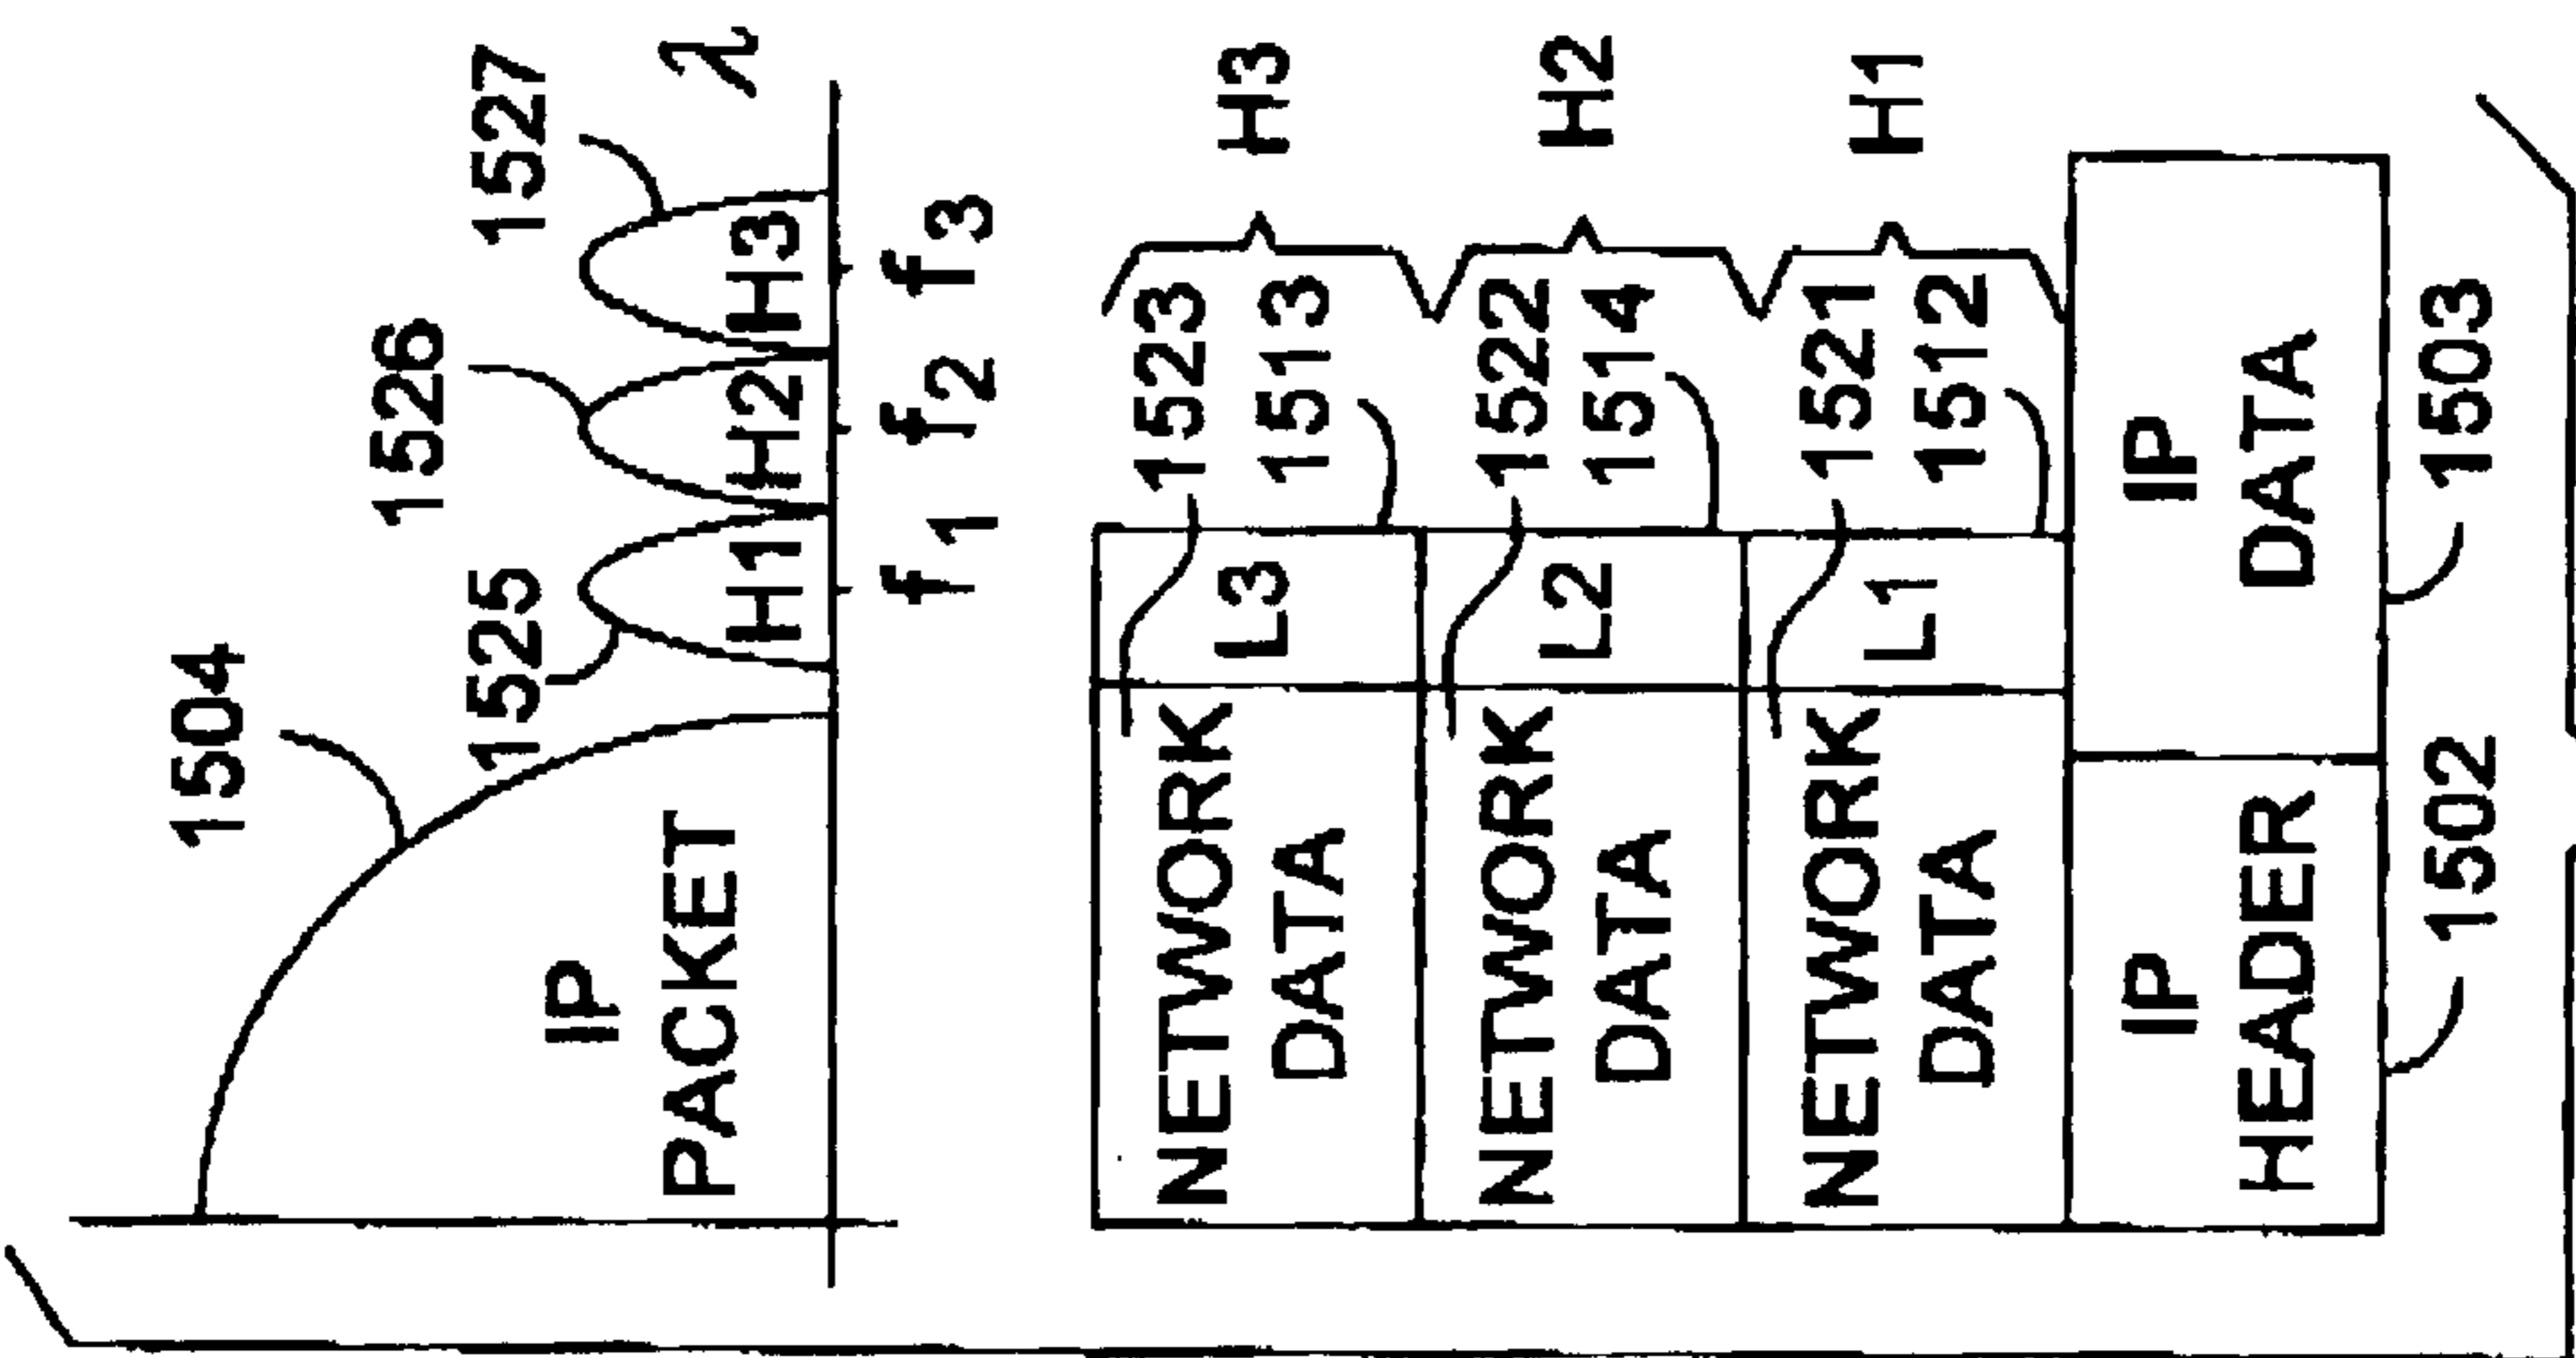 1504
1526
1525 1527
IP
PACKET H1 H2 H3 λ
f1 f2 f3
1523
NETWORK L3 H3
DATA 1513
1522
NETWORK L2 H2
DATA 1514
1521
NETWORK L1 H1
DATA 1512
IP
HEADER
IP
DATA
1502 1503